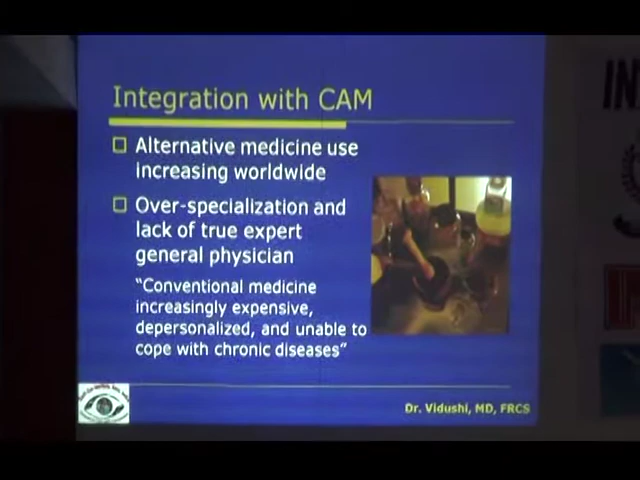 Integration with CAM
Alternative medicine use
increasing worldwide
Over-specialization and
lack of true expert
general physician
“Conventional medicine
increasingly expensive,
depersonalized, and unable to
cope with chronic diseases”
Dr. Vidushi, MD, FRCS
IN